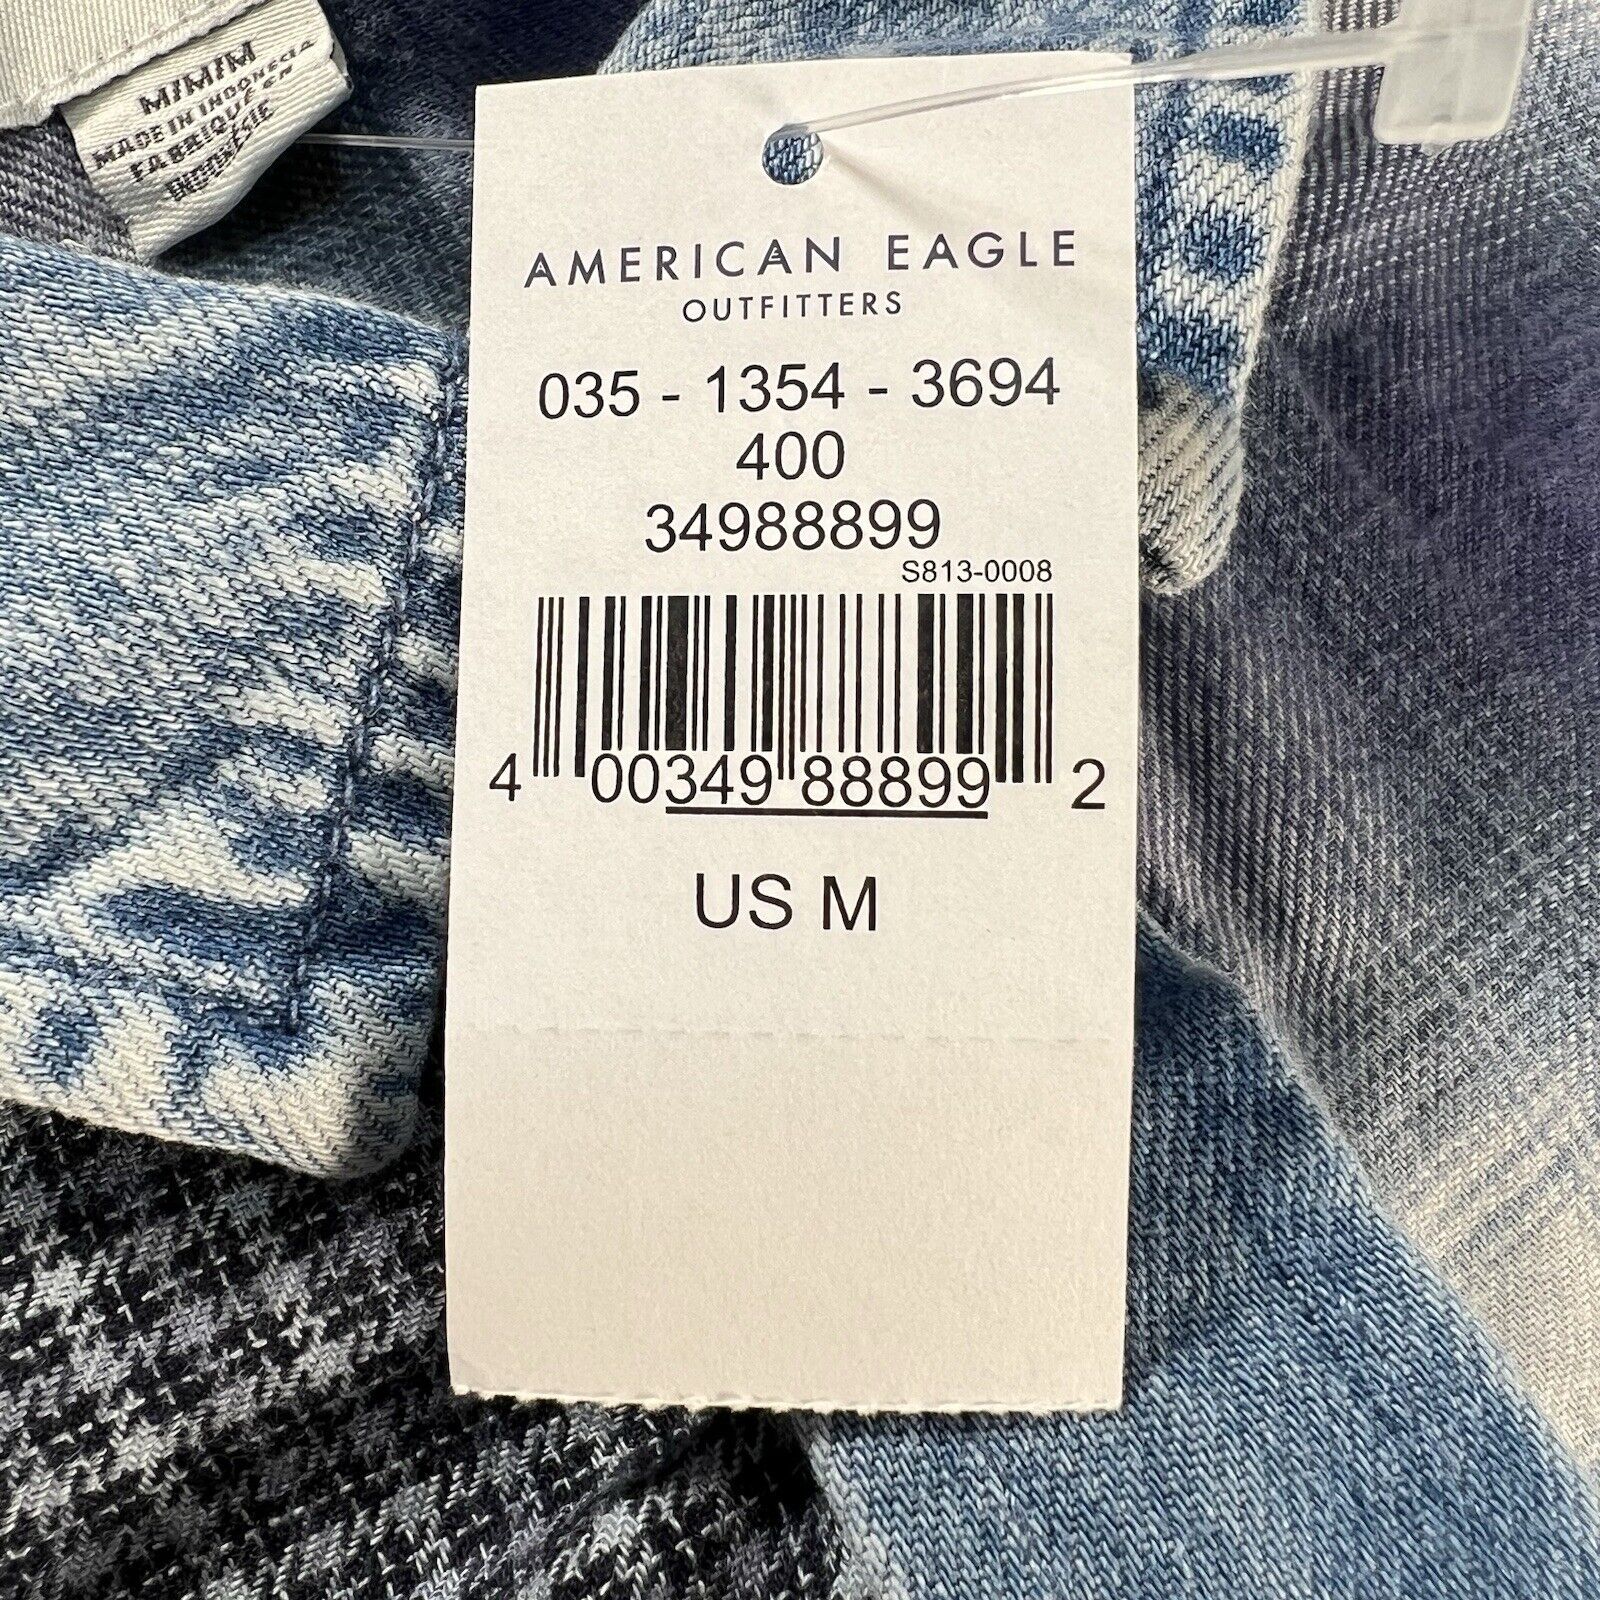 M/M/M
MADE IN INDONESIA
FABRIQUÉ EN
INDONÉSIE
AMERICAN EAGLE
OUTFITTERS
035 - 1354 - 3694
400
34988899
S813-0008
4 00349 88899 2
US M